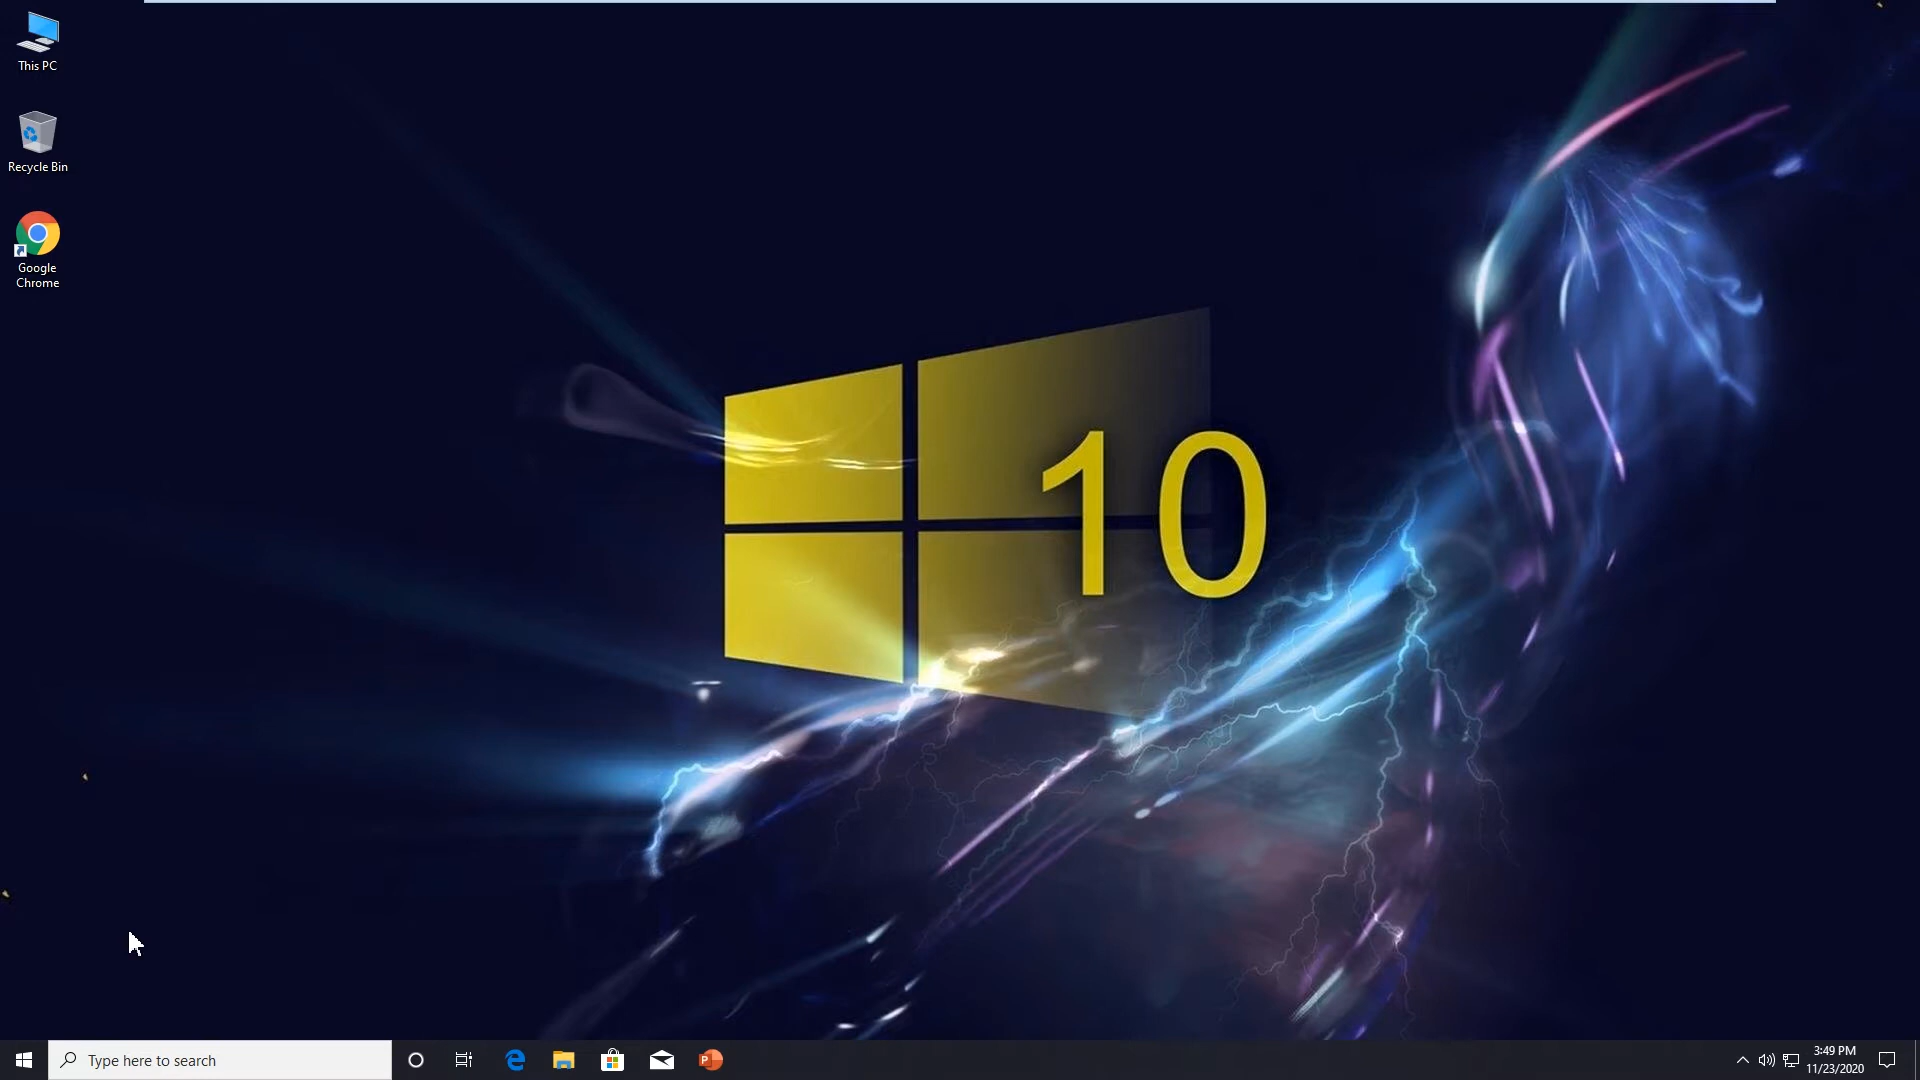 This PC
Recycle Bin
Google
Chrome
10
Type here to search
3:49 PM
11/23/2020